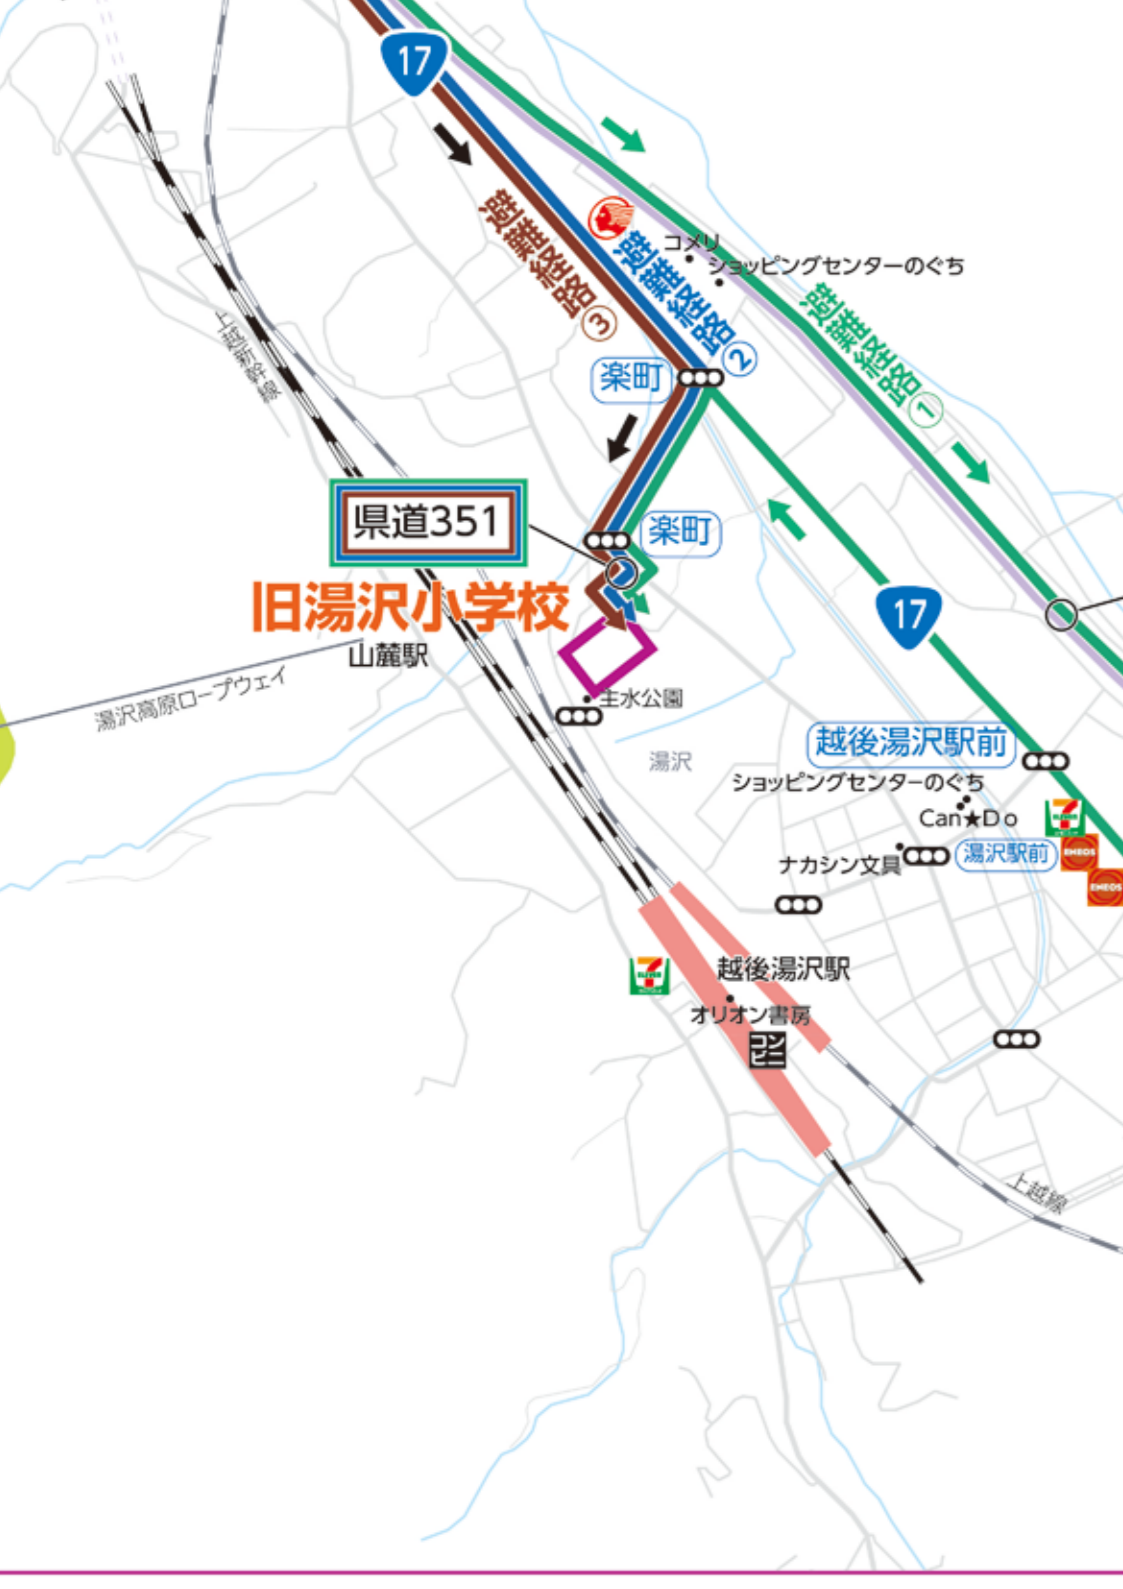 17
避難経路③
避難経路②
コメリ
ショッピングセンターのぐち
避難経路①
上越新幹線
楽町
県道351
楽町
旧湯沢小学校
山麓駅
湯沢高原ロープウェイ
主水公園
17
湯沢
越後湯沢駅前
ショッピングセンターのぐち
Can★Do
7
ELEVEN
ナカシン文具
湯沢駅前
ENEOS
ENEOS
越後湯沢駅
7
ELEVEN
オリオン書房
コン
ビニ
上越線